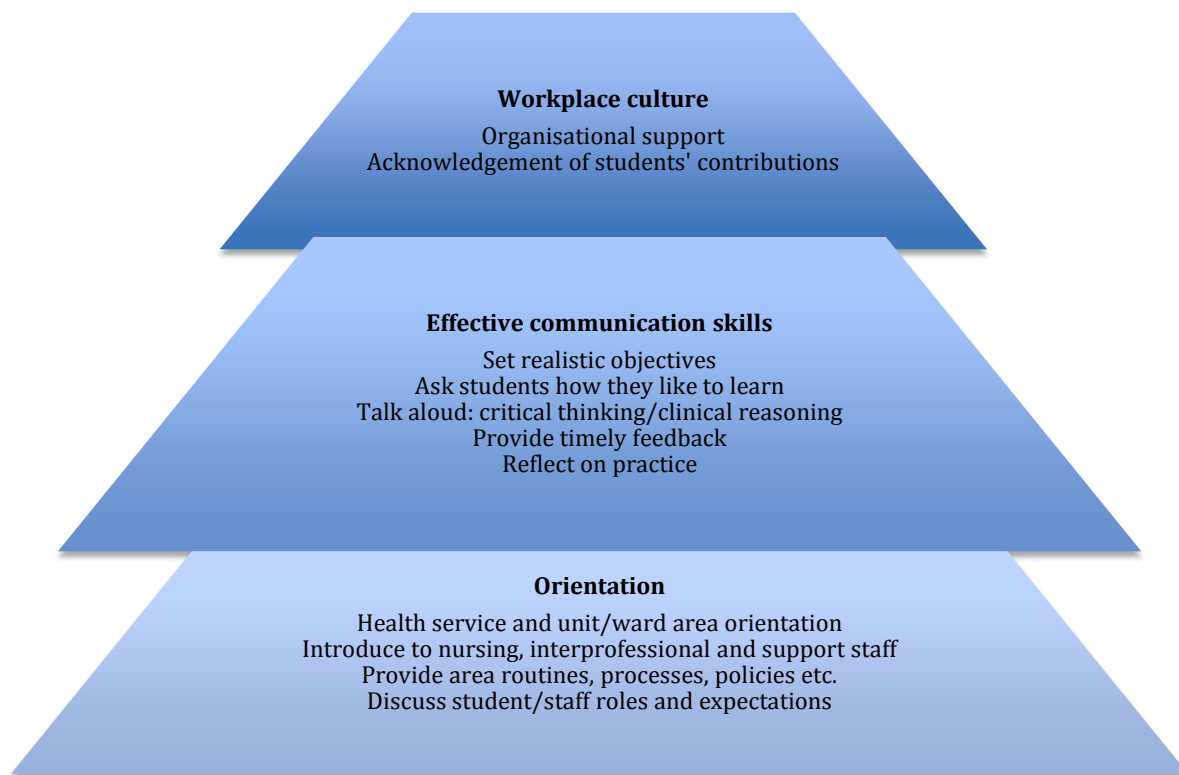 Workplace culture
Organisational support
Acknowledgement of students' contributions
Effective communication skills
Set realistic objectives
Ask students how they like to learn
Talk aloud: critical thinking/clinical reasoning
Provide timely feedback
Reflect on practice
Orientation
Health service and unit/ward area orientation
Introduce to nursing, interprofessional and support staff
Provide area routines, processes, policies etc.
Discuss student/staff roles and expectations